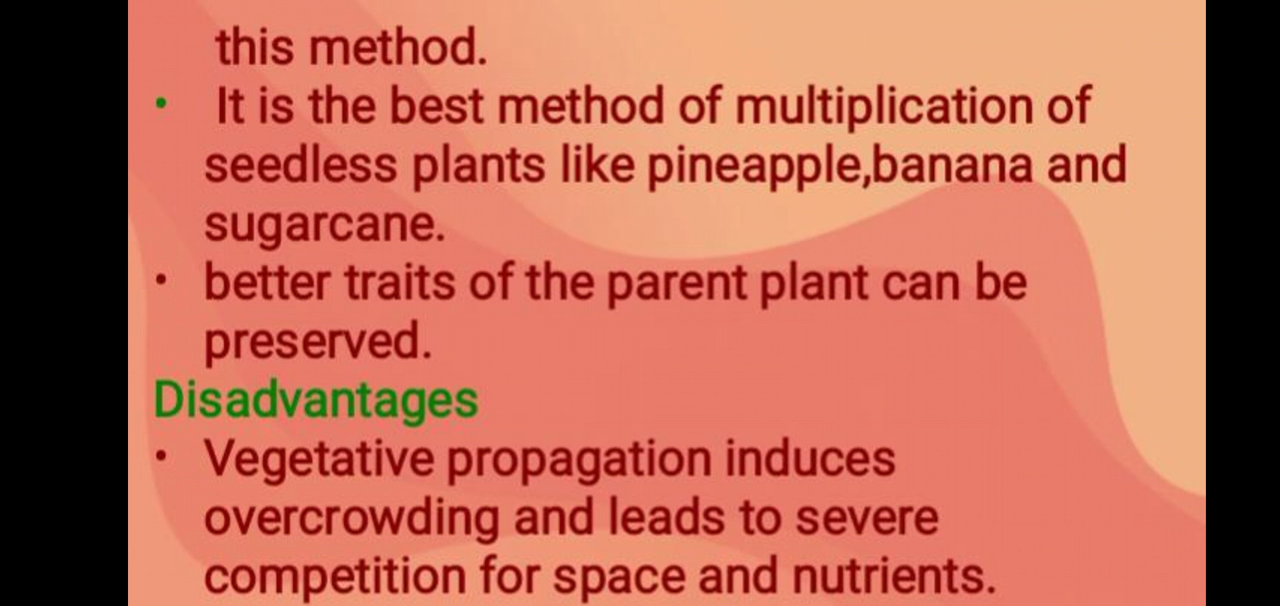 this method.
• It is the best method of multiplication of
seedless plants like pineapple,banana and
sugarcane.
• better traits of the parent plant can be
preserved.
Disadvantages
• Vegetative propagation induces
overcrowding and leads to severe
competition for space and nutrients.